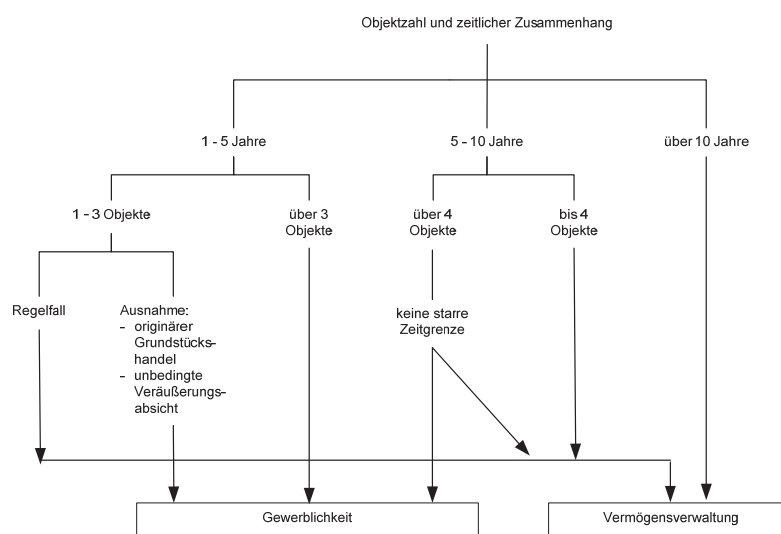 Objektzahl und zeitlicher Zusammenhang
1 - 5 Jahre
5 - 10 Jahre
über 10 Jahre
1 - 3 Objekte
über 3
Objekte
über 4
Objekte
bis 4
Objekte
Regelfall
Ausnahme:
- originärer
Grundstücks-
handel
- unbedingte
Veräußerungs-
absicht
keine starre
Zeitgrenze
Gewerblichkeit
Vermögensverwaltung